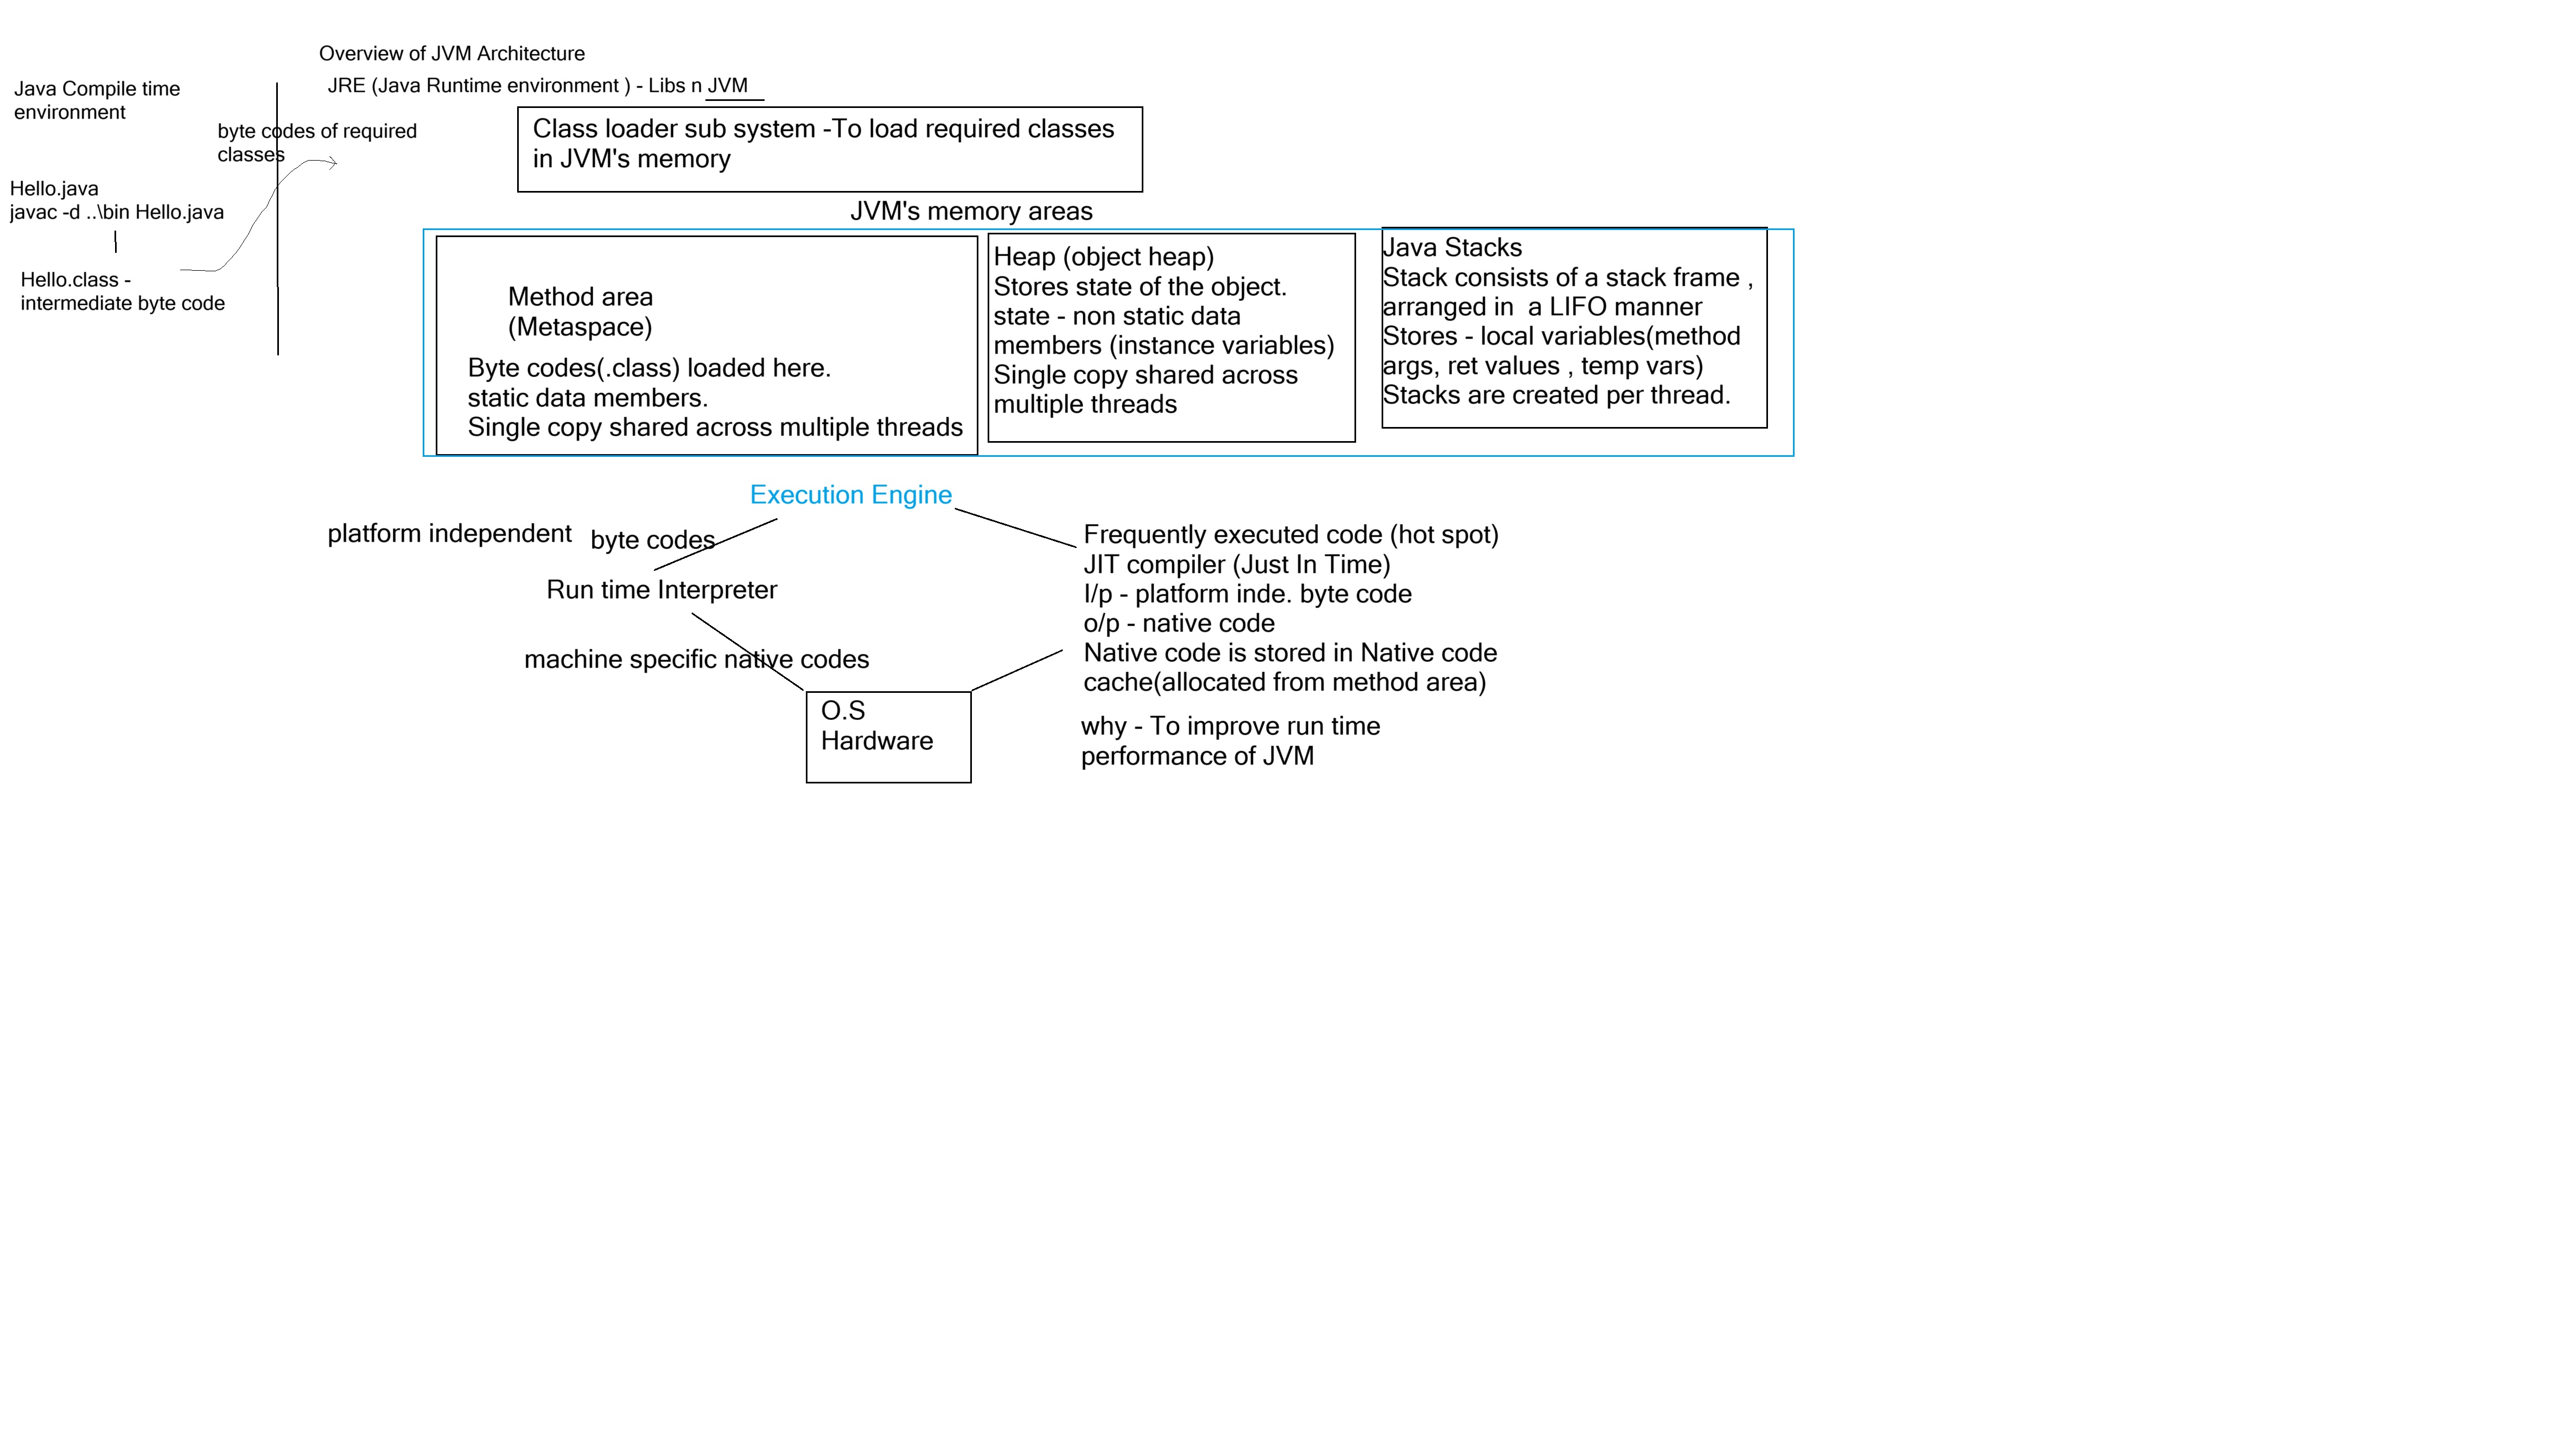 Overview of JVM Architecture
JRE (Java Runtime environment ) - Libs n JVM
Java Compile time
environment
byte codes of required
classes
Hello.java
javac -d ..\bin Hello.java
Hello.class -
intermediate byte code
Class loader sub system -To load required classes
in JVM's memory
JVM's memory areas
Method area
(Metaspace)
Byte codes(.class) loaded here.
static data members.
Single copy shared across multiple threads
Heap (object heap)
Stores state of the object.
state - non static data
members (instance variables)
Single copy shared across
multiple threads
Java Stacks
Stack consists of a stack frame ,
arranged in  a LIFO manner
Stores - local variables(method
args, ret values , temp vars)
Stacks are created per thread.
Execution Engine
platform independent
byte codes
Run time Interpreter
machine specific native codes
O.S
Hardware
Frequently executed code (hot spot)
JIT compiler (Just In Time)
I/p - platform inde. byte code
o/p - native code
Native code is stored in Native code
cache(allocated from method area)
why - To improve run time
performance of JVM